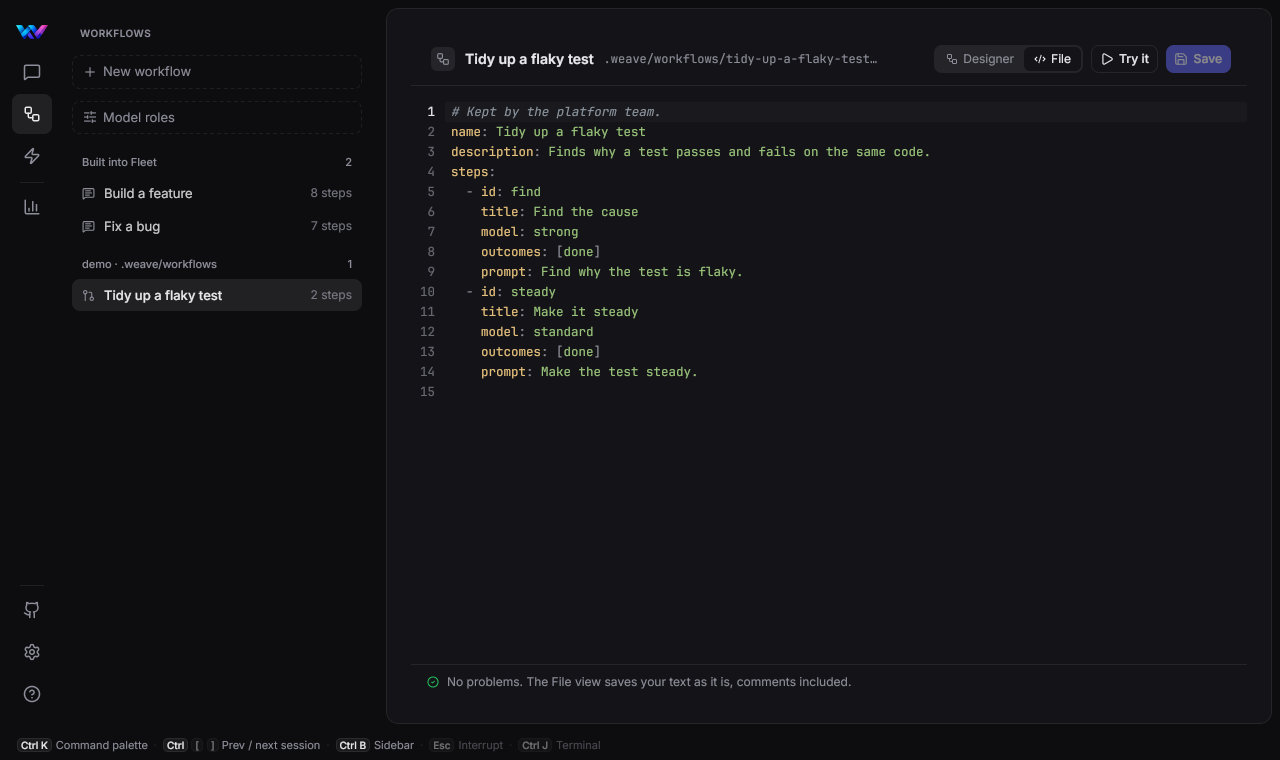 WORKFLOWS
New workflow
Model roles
Built into Fleet 2
Build a feature 8 steps
Fix a bug 7 steps
demo · .weave/workflows 1
Tidy up a flaky test 2 steps
Tidy up a flaky test .weave/workflows/tidy-up-a-flaky-test… Designer File Try it Save
1 # Kept by the platform team.
2 name: Tidy up a flaky test
3 description: Finds why a test passes and fails on the same code.
4 steps:
5 - id: find
6 title: Find the cause
7 model: strong
8 outcomes: [done]
9 prompt: Find why the test is flaky.
10 - id: steady
11 title: Make it steady
12 model: standard
13 outcomes: [done]
14 prompt: Make the test steady.
15
No problems. The File view saves your text as it is, comments included.
Ctrl K Command palette · Ctrl [ ] Prev / next session · Ctrl B Sidebar · Esc Interrupt · Ctrl J Terminal